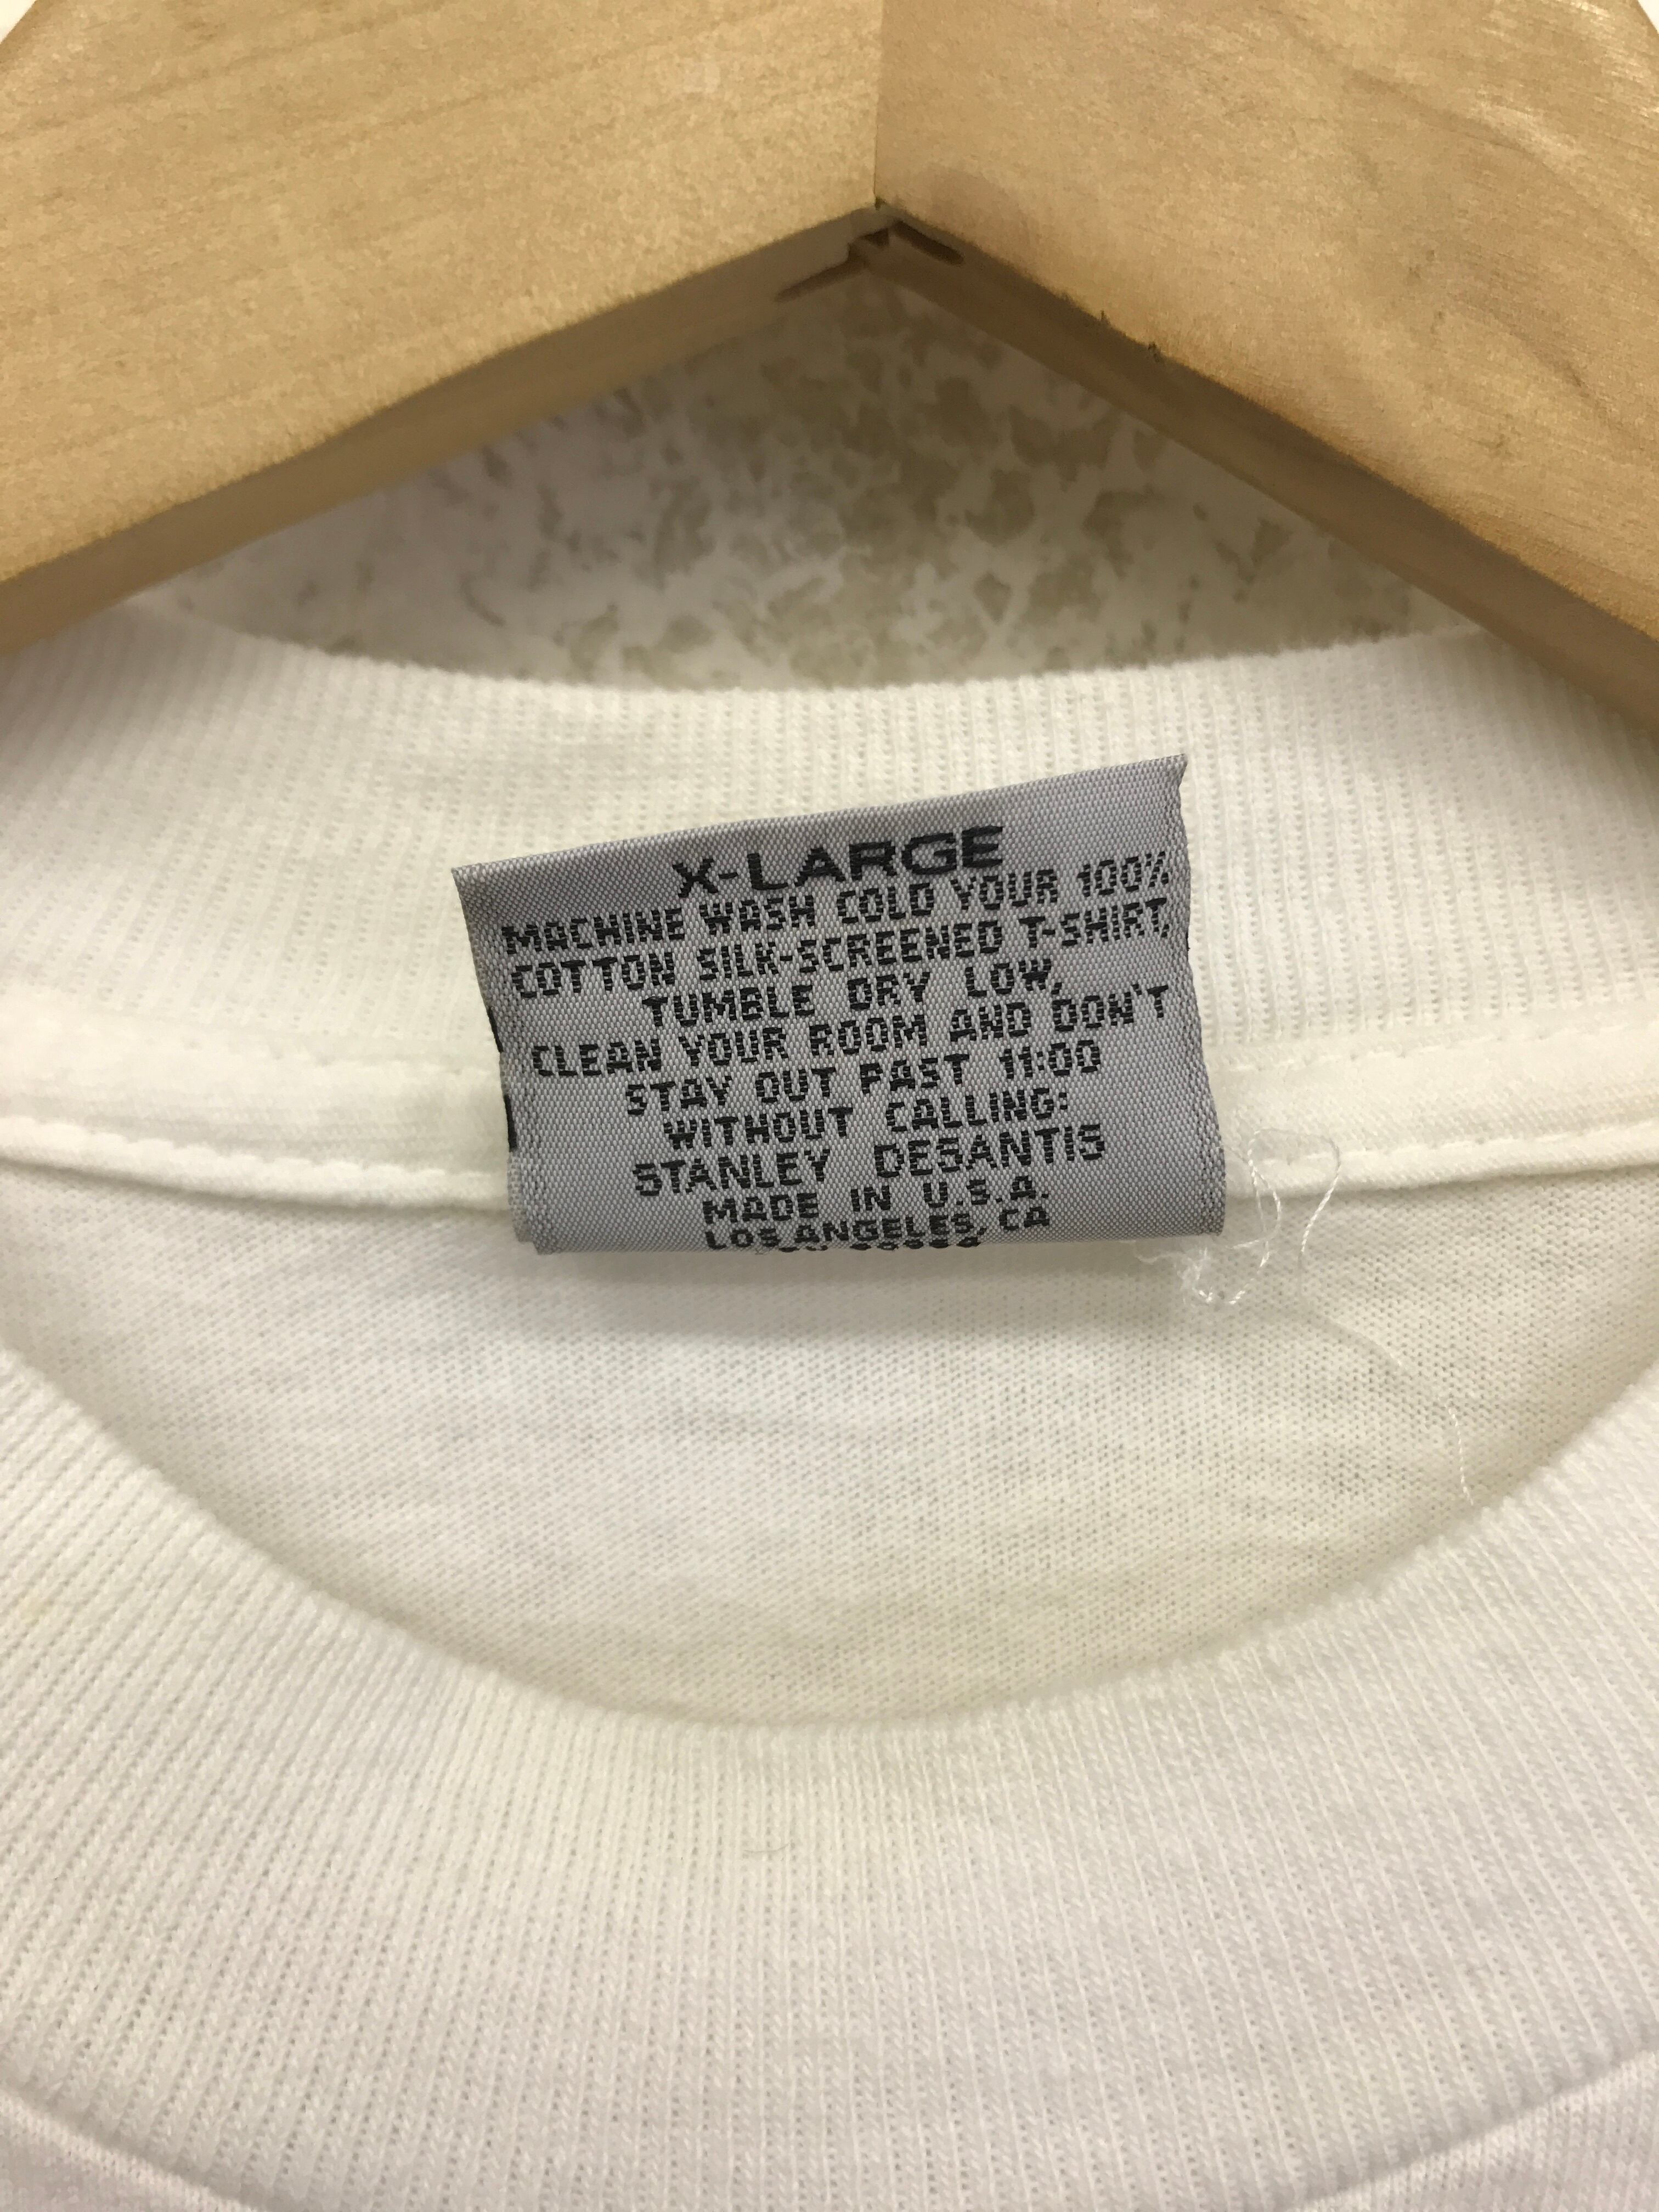 X-LARGE
MACHINE WASH COLD YOUR 100%
COTTON SILK-SCREENED T-SHIRT,
TUMBLE DRY LOW,
CLEAN YOUR ROOM AND DON'T
STAY OUT PAST 11:00
WITHOUT CALLING:
STANLEY DESANTIS
MADE IN U.S.A.
LOS ANGELES, CA